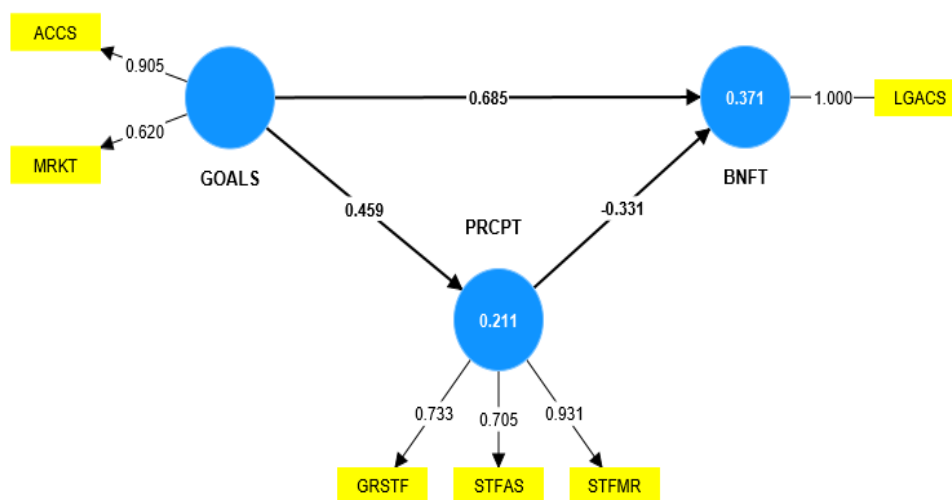 ACCS
0.905
0.620
MRKT
GOALS
0.685
0.371
1.000
LGACS
BNFT
0.459
-0.331
PRCPT
0.211
0.733
0.705
0.931
GRSTF
STFAS
STFMR